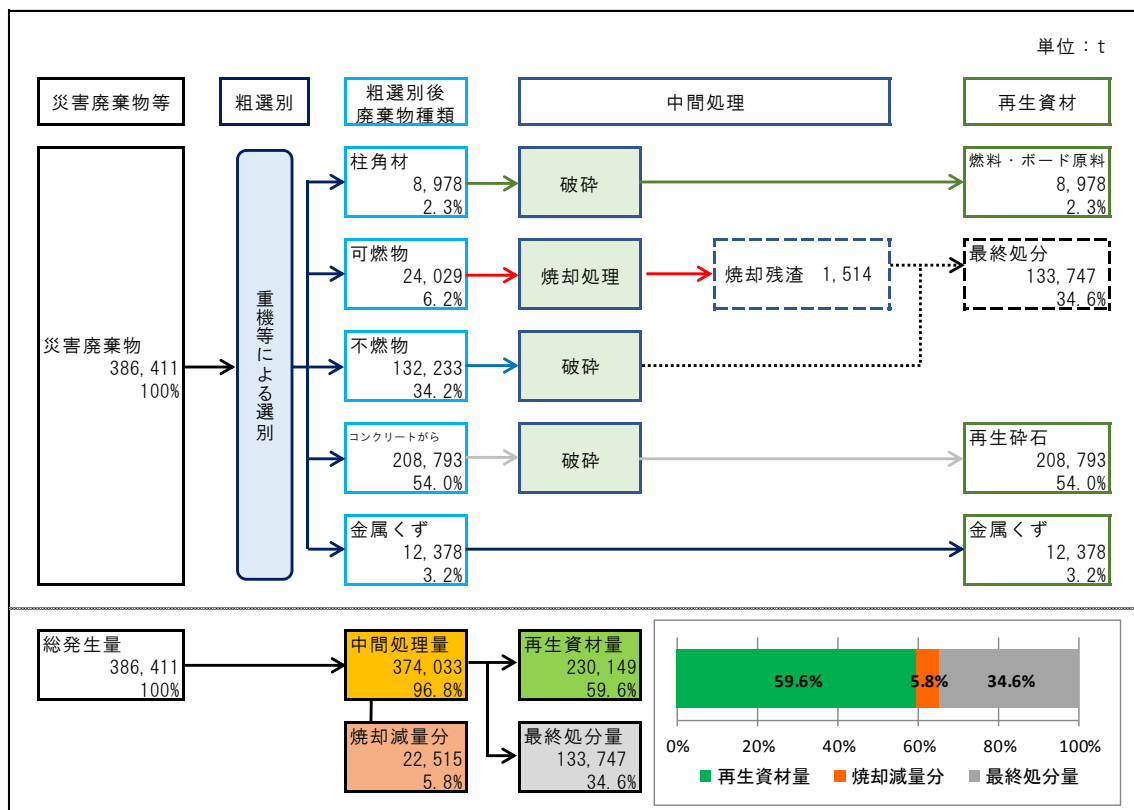 単位：t
災害廃棄物等
粗選別
粗選別後
廃棄物種類
中間処理
再生資材
災害廃棄物
386,411
100%
重機等による選別
柱角材
8,978
2.3%
破砕
燃料・ボード原料
8,978
2.3%
可燃物
24,029
6.2%
焼却処理
焼却残渣 1,514
最終処分
133,747
34.6%
不燃物
132,233
34.2%
破砕
コンクリートがら
208,793
54.0%
破砕
再生砕石
208,793
54.0%
金属くず
12,378
3.2%
金属くず
12,378
3.2%
総発生量
386,411
100%
中間処理量
374,033
96.8%
再生資材量
230,149
59.6%
焼却減量分
22,515
5.8%
最終処分量
133,747
34.6%
59.6% 5.8% 34.6%
0% 20% 40% 60% 80% 100%
再生資材量 焼却減量分 最終処分量